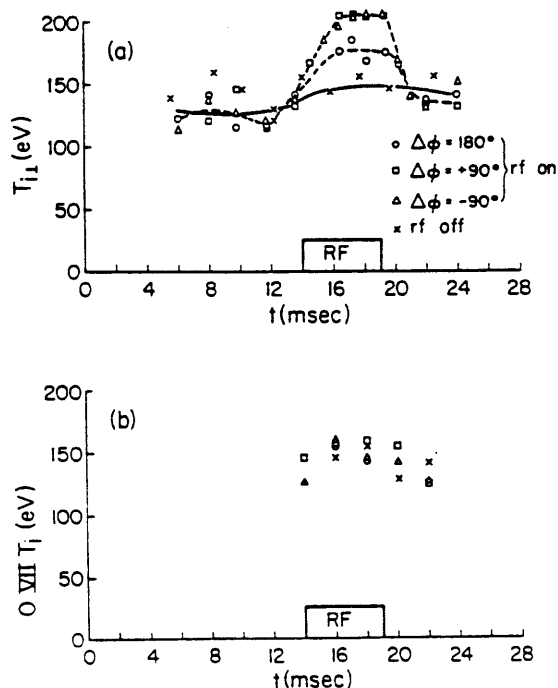 200
(a)
150
T_i⊥ (eV)
100
50
0
○ Δφ = 180°
□ Δφ = +90°
△ Δφ = -90°
rf on
× rf off
RF
0 4 8 12 16 20 24 28
t(msec)
200
(b)
150
O VII T_i (eV)
100
50
0
RF
0 4 8 12 16 20 24 28
t(msec)